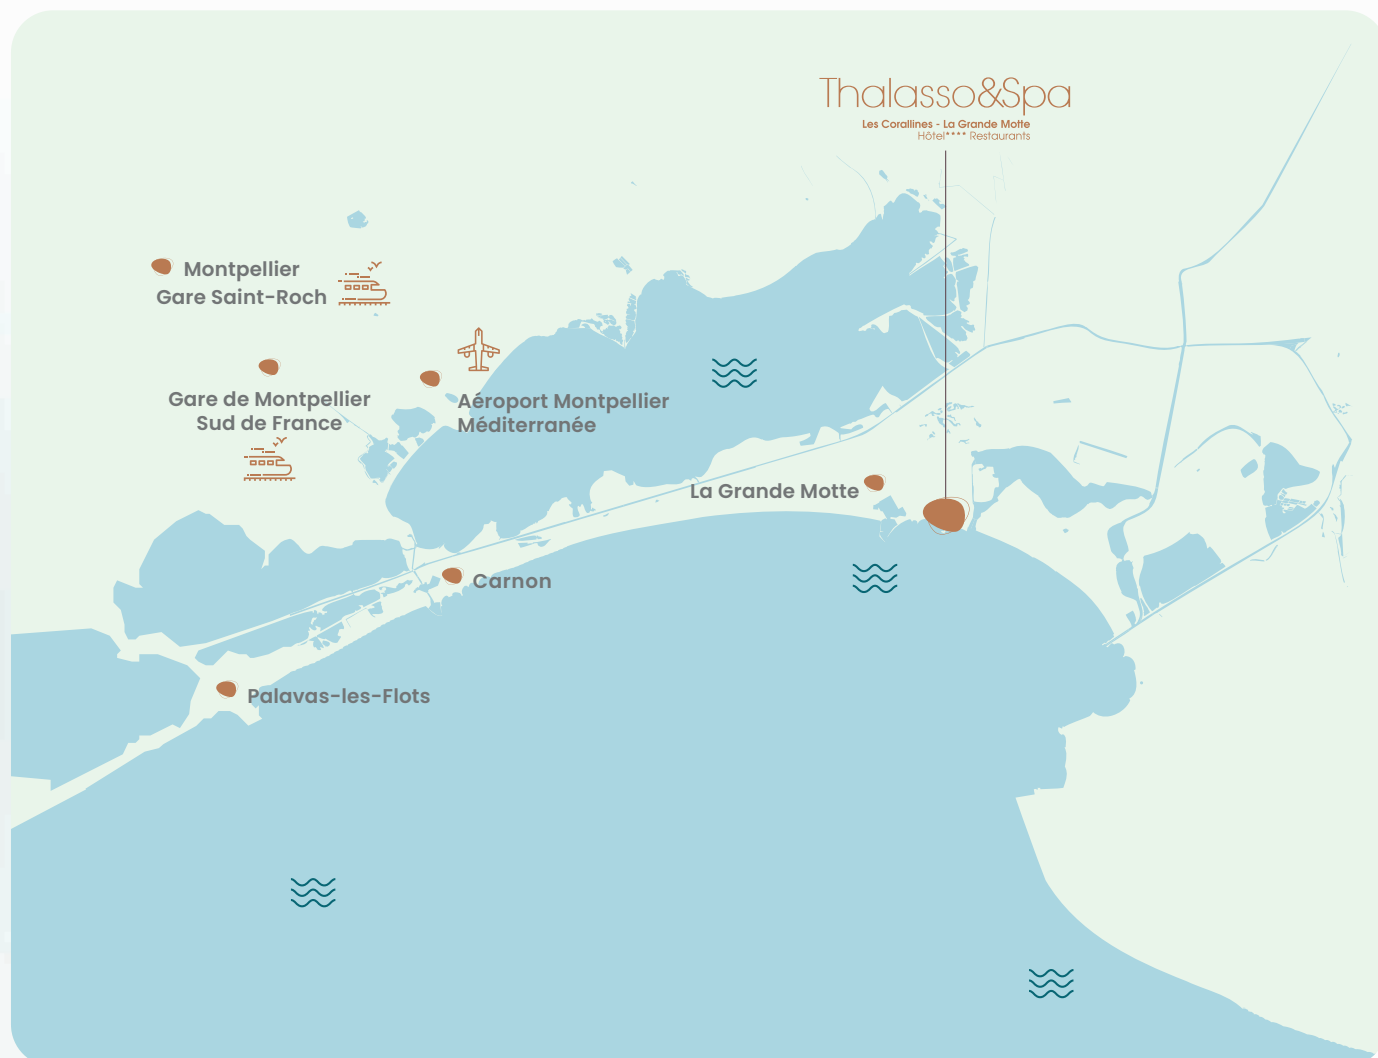 Thalasso&Spa
Les Corallines - La Grande Motte
Hôtel**** Restaurants
Montpellier
Gare Saint-Roch
Gare de Montpellier
Sud de France
Aéroport Montpellier
Méditerranée
La Grande Motte
Carnon
Palavas-les-Flots